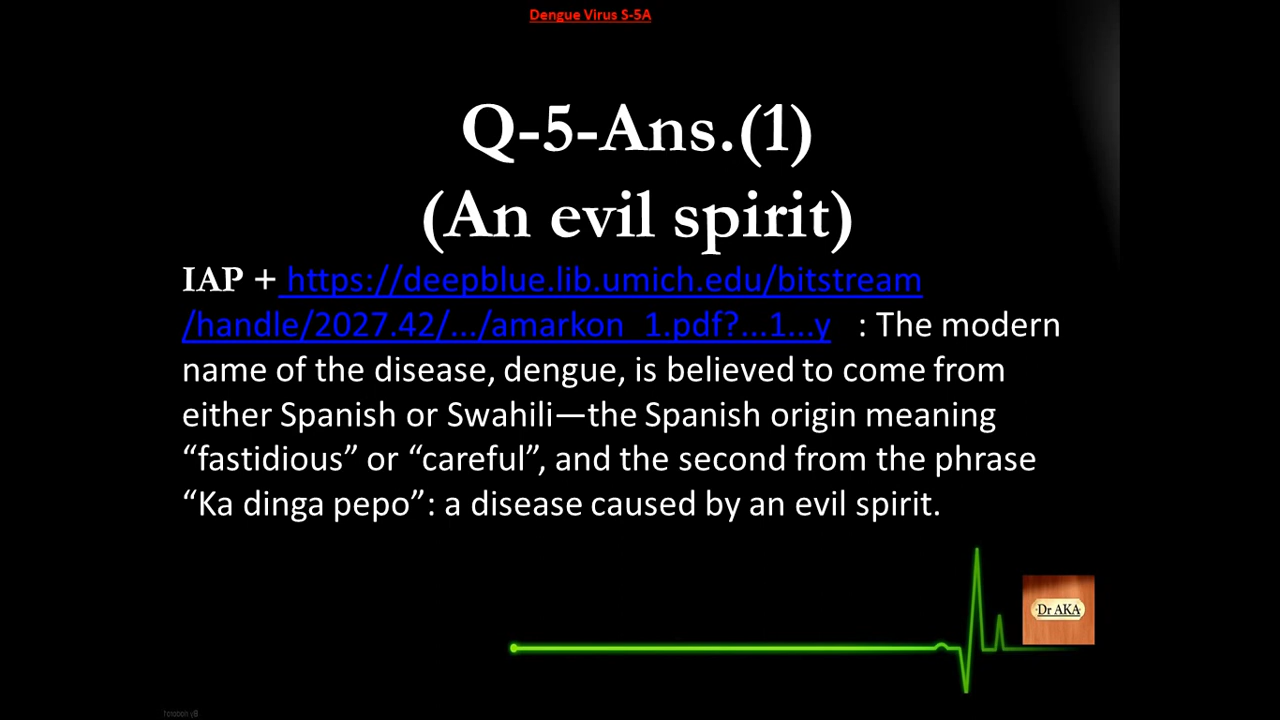 Dengue Virus S-5A
Q-5-Ans.(1)
(An evil spirit)
IAP + https://deepblue.lib.umich.edu/bitstream
/handle/2027.42/.../amarkon_1.pdf?...1...y : The modern
name of the disease, dengue, is believed to come from
either Spanish or Swahili—the Spanish origin meaning
“fastidious” or “careful”, and the second from the phrase
“Ka dinga pepo”: a disease caused by an evil spirit.
Dr AKA